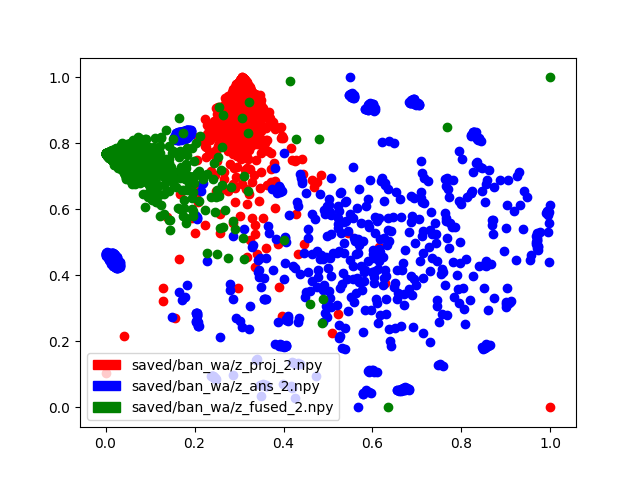 1.0
0.8
0.6
0.4
0.2
0.0
saved/ban_wa/z_proj_2.npy
saved/ban_wa/z_ans_2.npy
saved/ban_wa/z_fused_2.npy
0.0 0.2 0.4 0.6 0.8 1.0